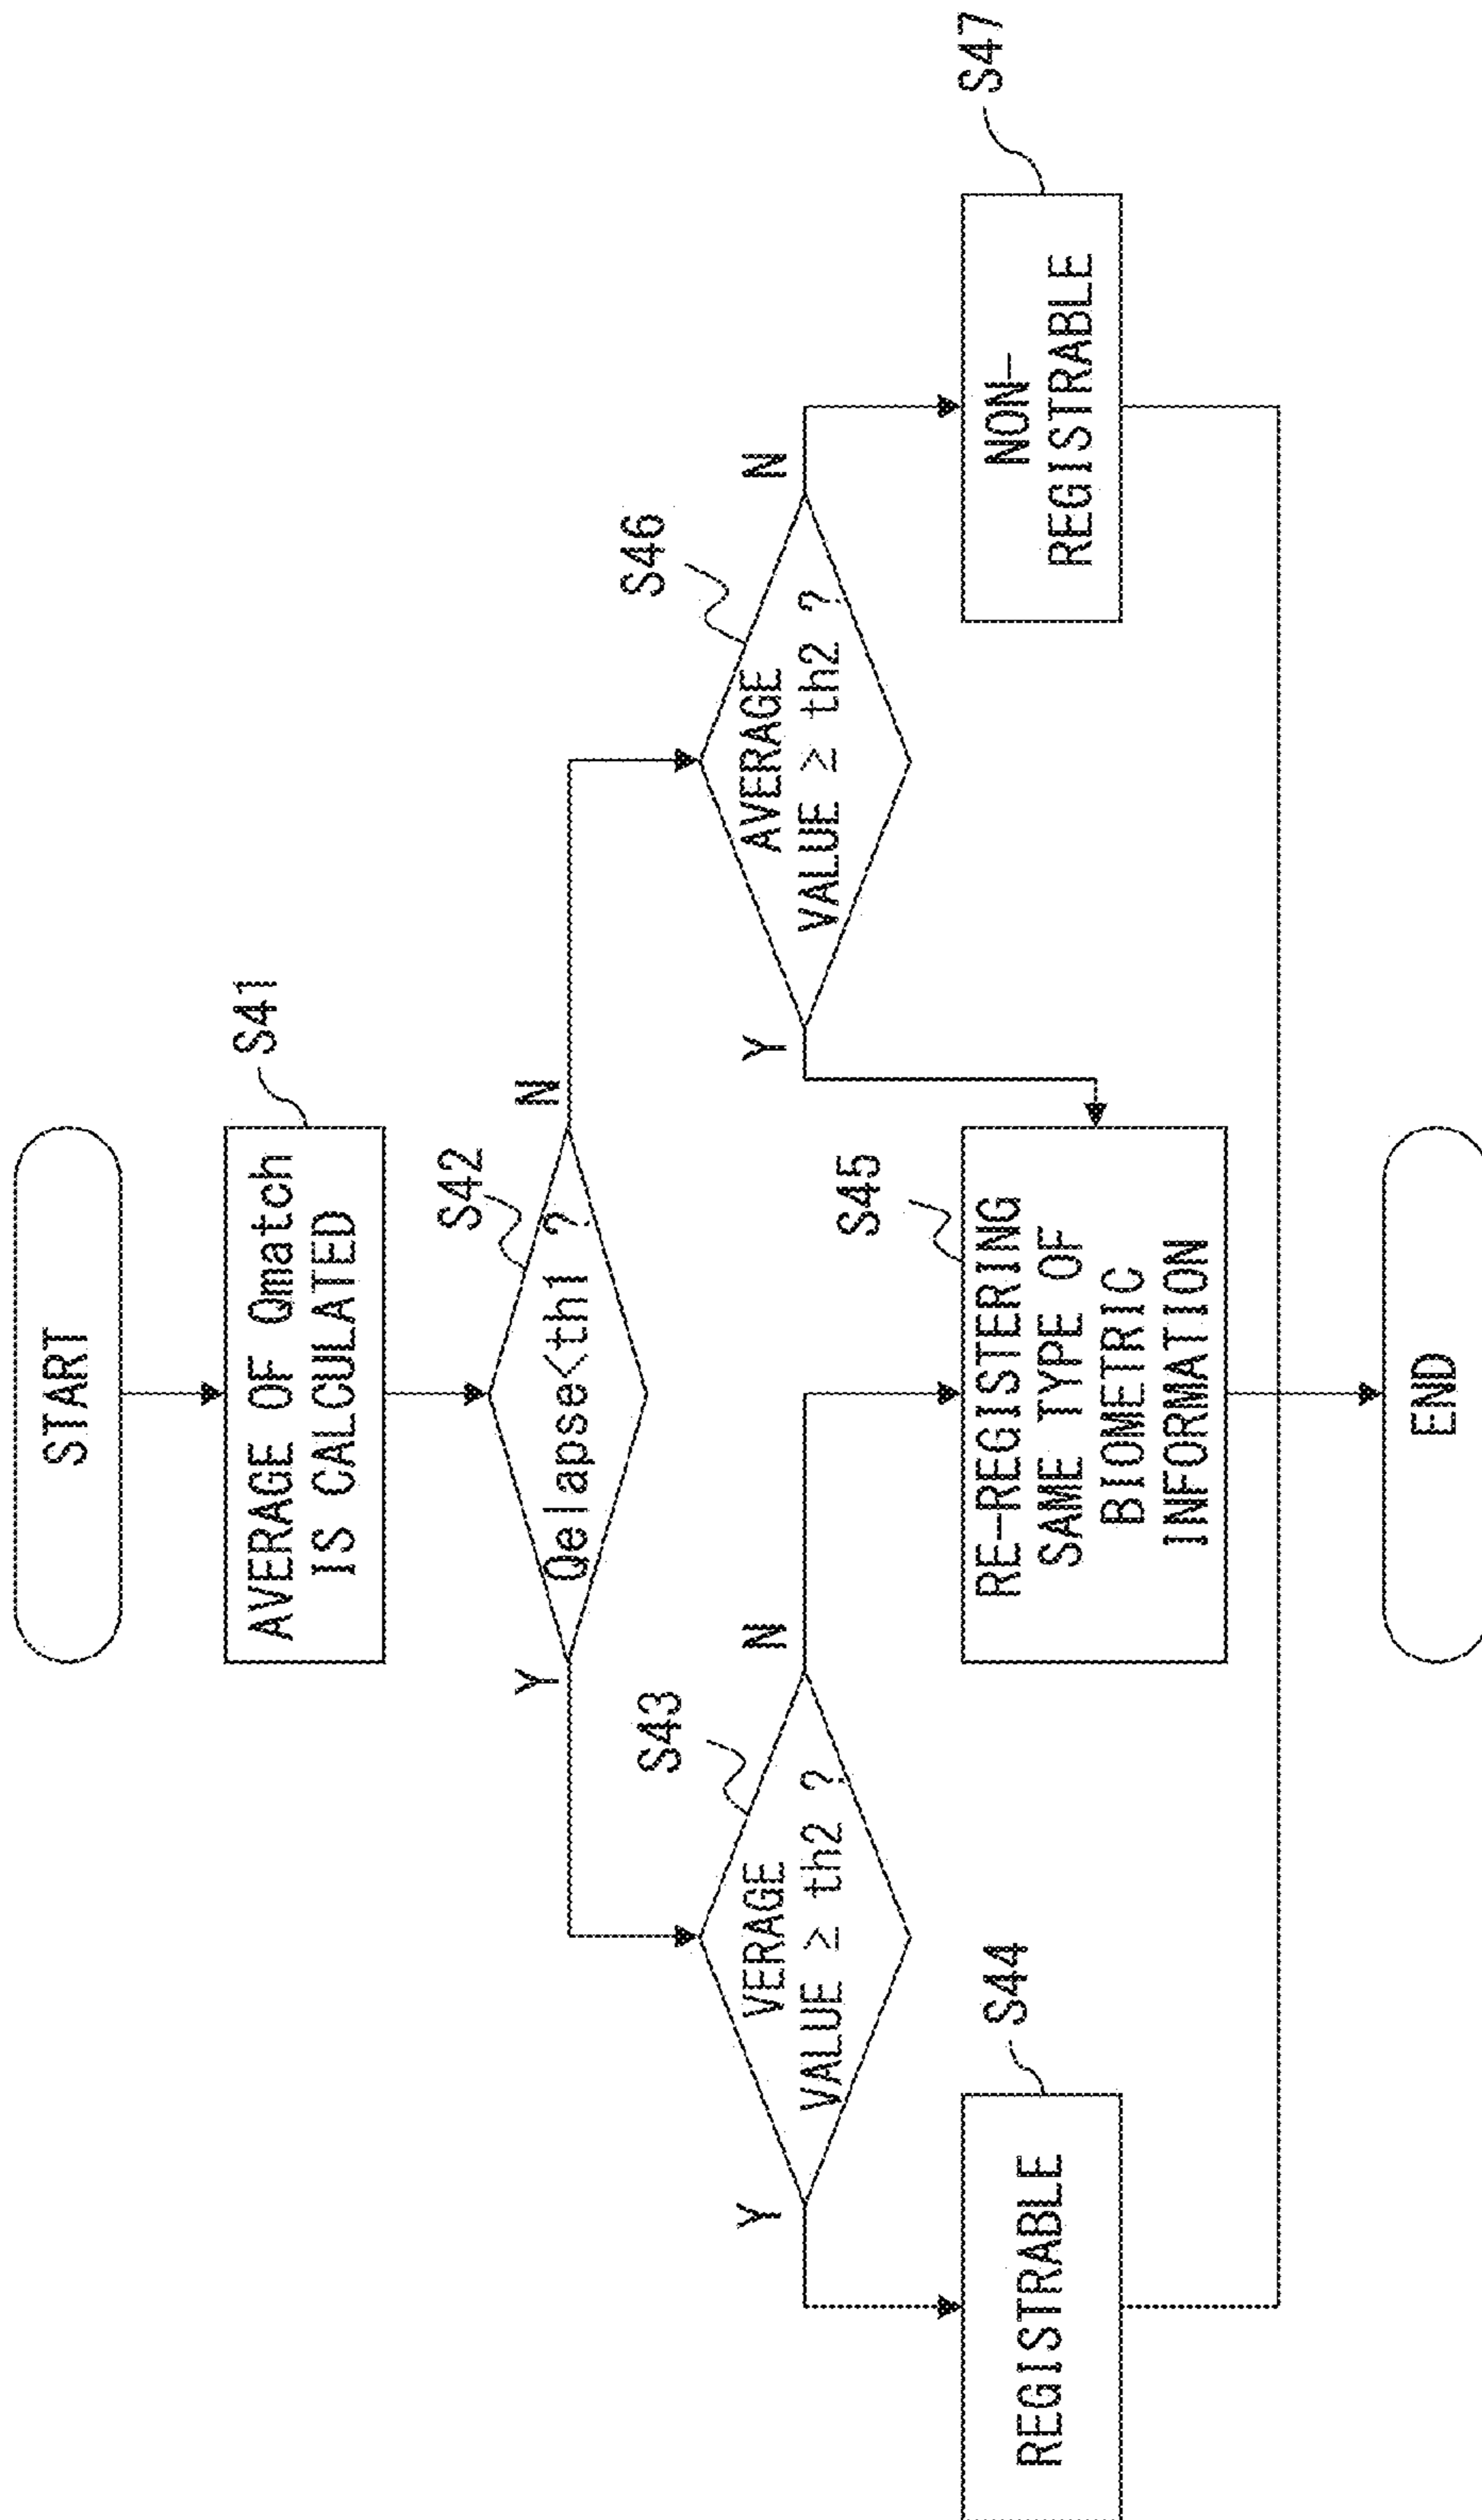 START
AVERAGE OF Qmatch
IS CALCULATED
S41
Qelapse<th1 ?
S42
Y
N
VERAGE
VALUE ≥ th2 ?
S43
Y
N
AVERAGE
VALUE ≥ th2 ?
S46
Y
N
REGISTRABLE
S44
RE-REGISTERING
SAME TYPE OF
BIOMETRIC
INFORMATION
S45
NON-
REGISTRABLE
S47
END